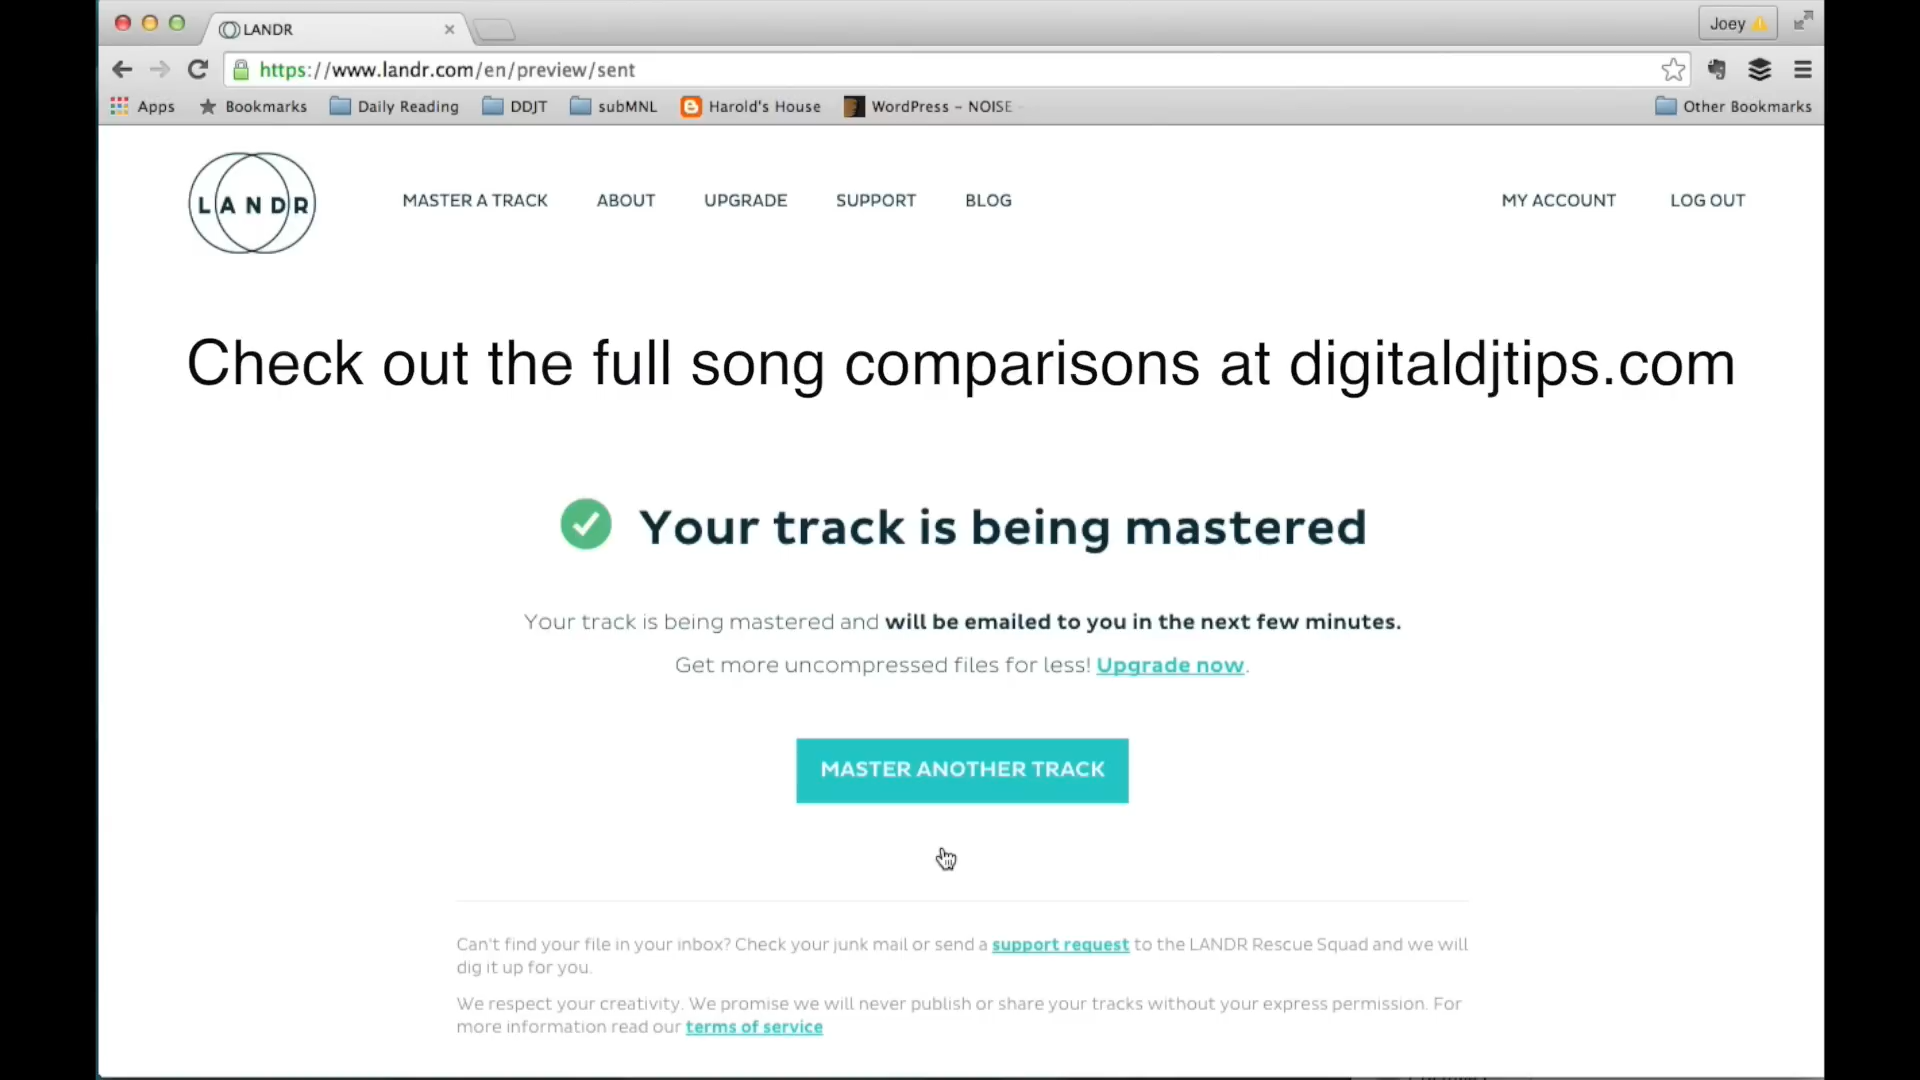 LANDR
Joey
https://www.landr.com/en/preview/sent
Apps Bookmarks Daily Reading DDJT subMNL Harold's House WordPress – NOISE Other Bookmarks
LANDR MASTER A TRACK ABOUT UPGRADE SUPPORT BLOG MY ACCOUNT LOG OUT
Check out the full song comparisons at digitaldjtips.com
Your track is being mastered
Your track is being mastered and will be emailed to you in the next few minutes.
Get more uncompressed files for less! Upgrade now.
MASTER ANOTHER TRACK
Can't find your file in your inbox? Check your junk mail or send a support request to the LANDR Rescue Squad and we will
dig it up for you.
We respect your creativity. We promise we will never publish or share your tracks without your express permission. For
more information read our terms of service